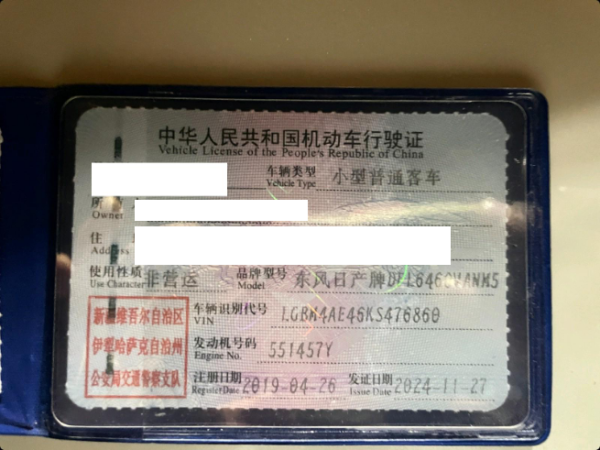 中华人民共和国机动车行驶证
Vehicle License of the People's Republic of China
车辆类型 小型普通客车
Vehicle Type
所
Owner
住
Address
使用性质 非营运 品牌型号 东风日产牌
Use Character Model
新疆维吾尔自治区
伊犁哈萨克自治州
公安局交通警察支队
车辆识别代号 LGBM4AE46KS476860
VIN
发动机号码 551457Y
Engine No.
注册日期 2019-04-26 发证日期 2024-11-27
Register Date Issue Date